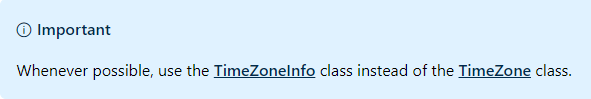 Important
Whenever possible, use the TimeZoneInfo class instead of the TimeZone class.